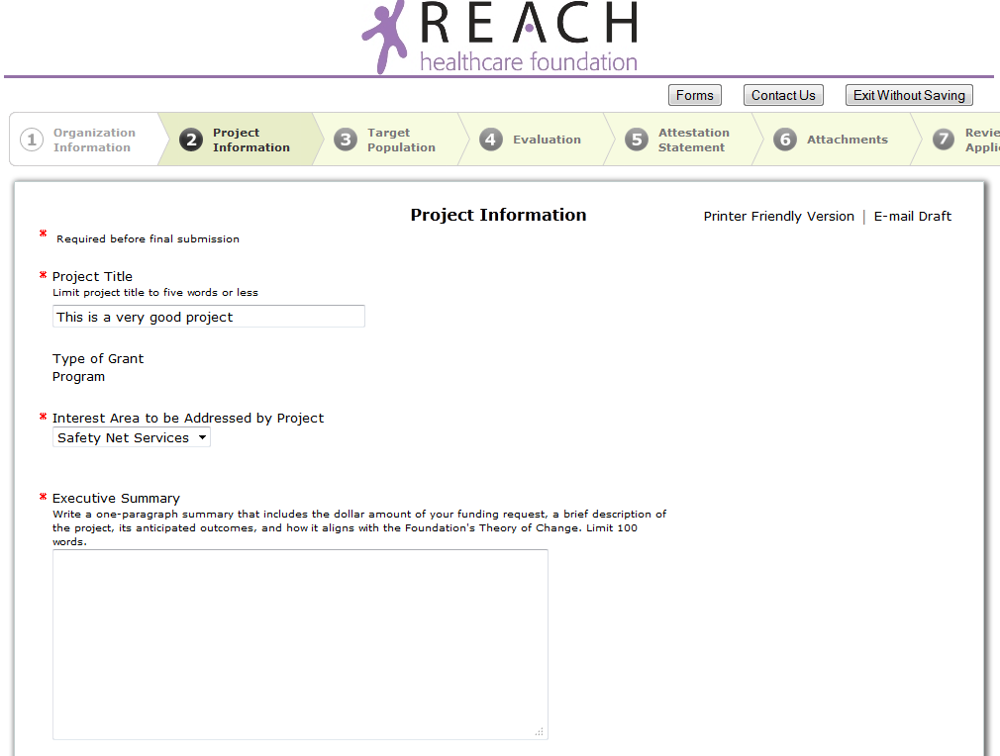 REACH
healthcare foundation
Forms
Contact Us
Exit Without Saving
1 Organization
Information
2 Project
Information
3 Target
Population
4 Evaluation
5 Attestation
Statement
6 Attachments
7
Project Information
Printer Friendly Version | E-mail Draft
* Required before final submission
* Project Title
Limit project title to five words or less
This is a very good project
Type of Grant
Program
* Interest Area to be Addressed by Project
Safety Net Services
* Executive Summary
Write a one-paragraph summary that includes the dollar amount of your funding request, a brief description of
the project, its anticipated outcomes, and how it aligns with the Foundation's Theory of Change. Limit 100
words.